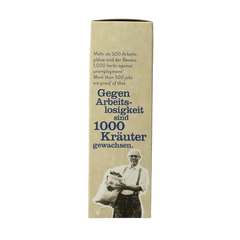 Mehr als 500 Arbeits-
plätze sind der Beweis.
1,000 herbs against
unemployment!
More than 500 jobs
are proof of that.
Gegen
Arbeits-
losigkeit
sind
1000
Kräuter
gewachsen.